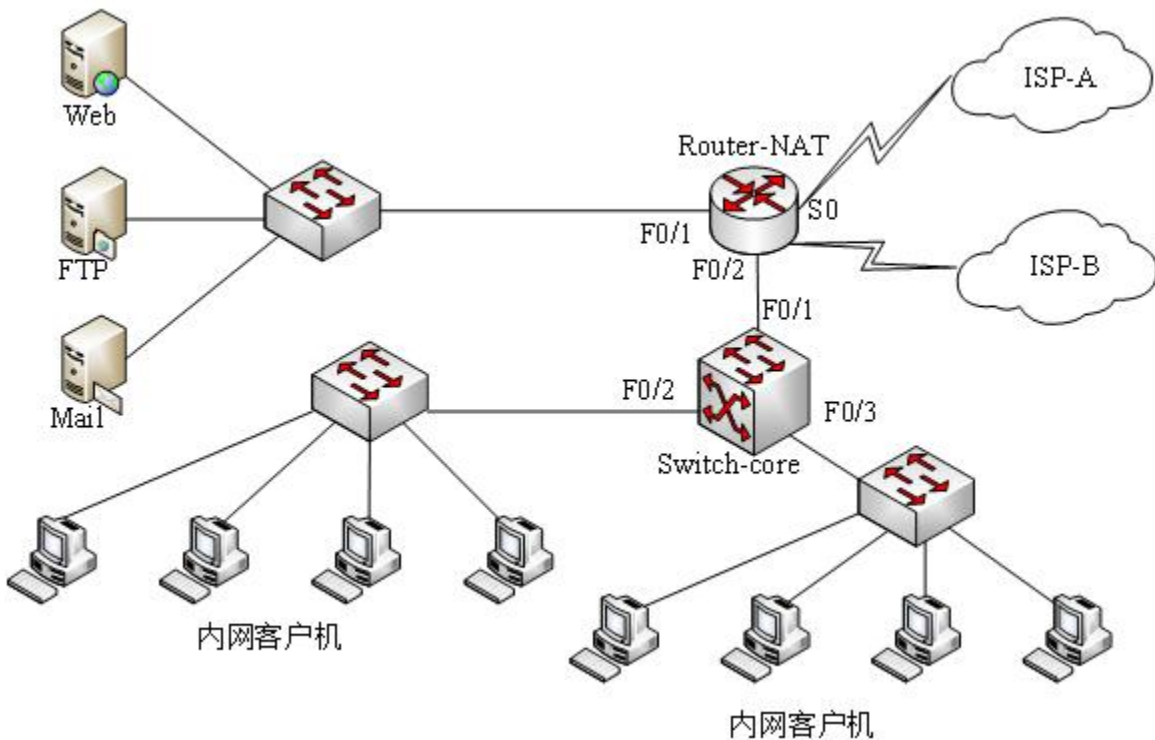 Web
FTP
Mail
Router-NAT
S0
F0/1
F0/2
ISP-A
ISP-B
F0/1
F0/2
F0/3
Switch-core
内网客户机
内网客户机